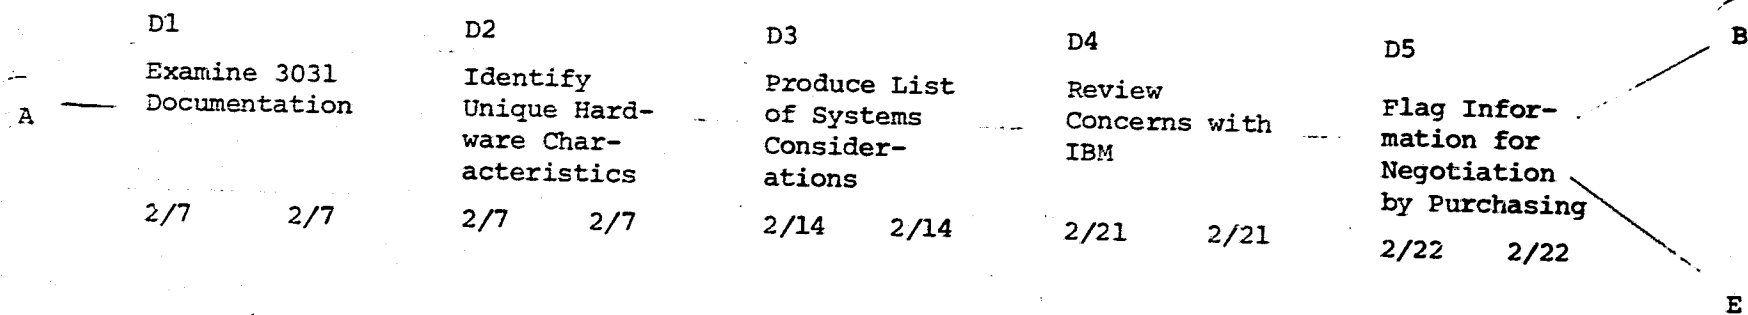 A
D1
Examine 3031
Documentation
2/7 2/7
D2
Identify
Unique Hard-
ware Char-
acteristics
2/7 2/7
D3
Produce List
of Systems
Consider-
ations
2/14 2/14
D4
Review
Concerns with
IBM
2/21 2/21
D5
Flag Infor-
mation for
Negotiation
by Purchasing
2/22 2/22
B
E